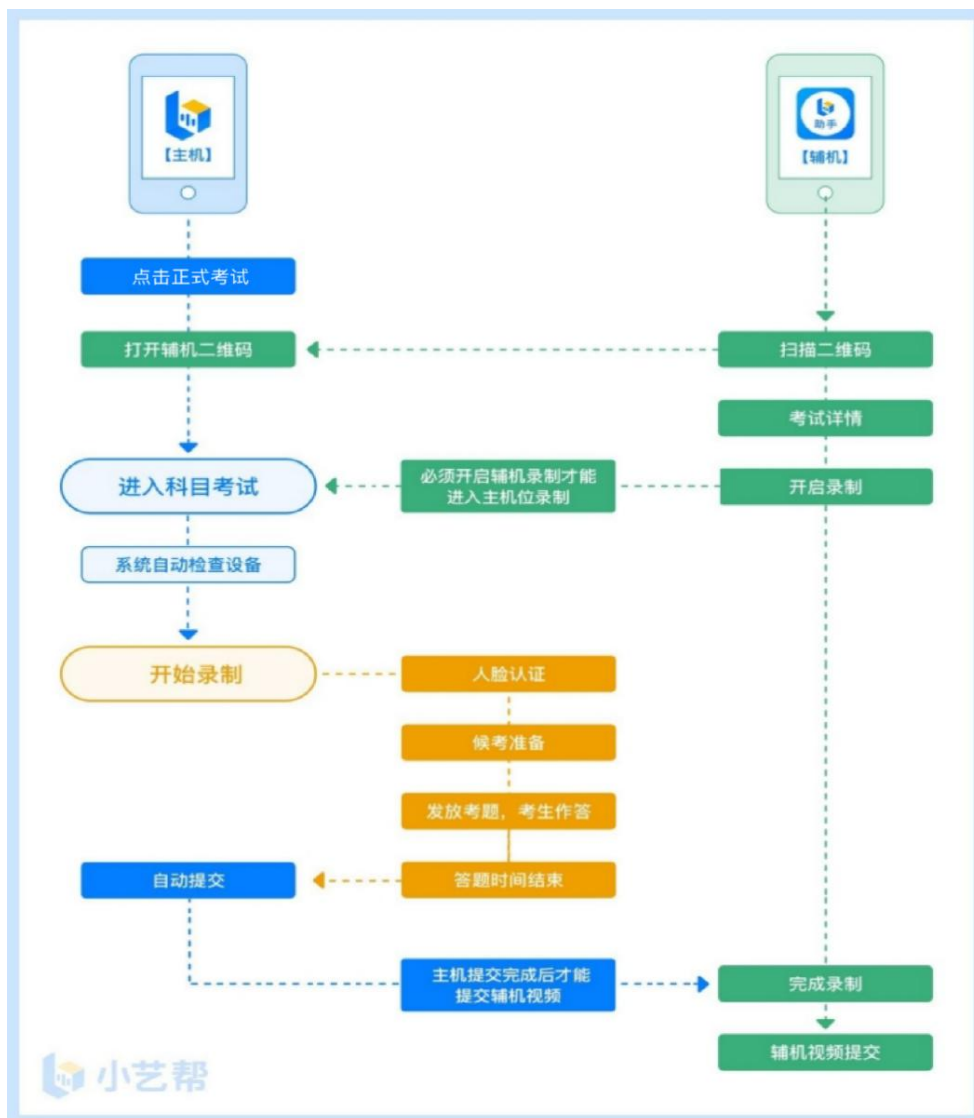 【主机】
助手
【辅机】
点击正式考试
打开辅机二维码
扫描二维码
考试详情
进入科目考试
必须开启辅机录制才能
进入主机位录制
开启录制
系统自动检查设备
开始录制
人脸认证
候考准备
发放考题，考生作答
自动提交
答题时间结束
主机提交完成后才能
提交辅机视频
完成录制
辅机视频提交
小艺帮